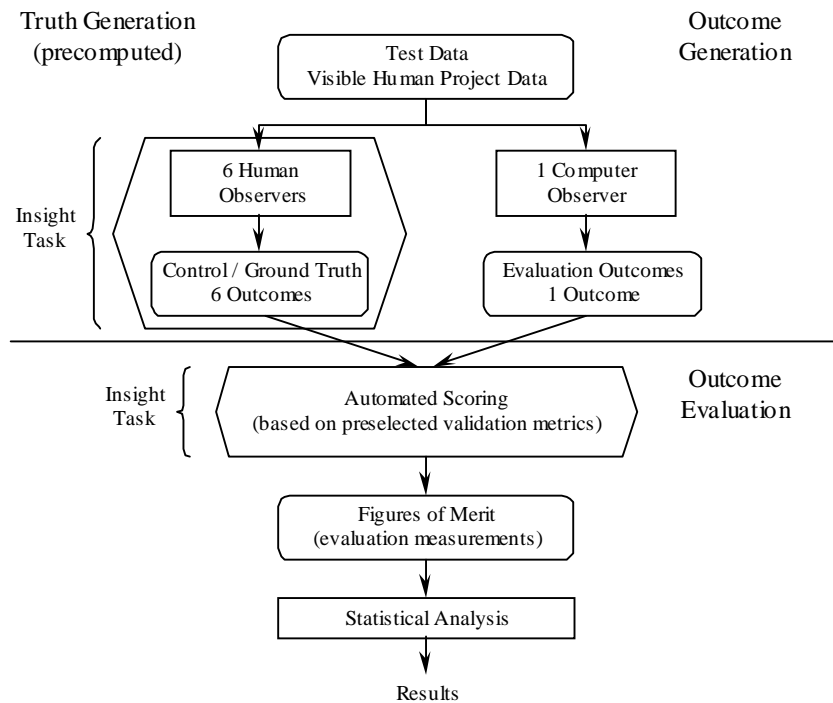 Truth Generation
(precomputed)
Outcome
Generation
Test Data
Visible Human Project Data
Insight
Task
6 Human
Observers
1 Computer
Observer
Control / Ground Truth
6 Outcomes
Evaluation Outcomes
1 Outcome
Insight
Task
Automated Scoring
(based on preselected validation metrics)
Outcome
Evaluation
Figures of Merit
(evaluation measurements)
Statistical Analysis
Results